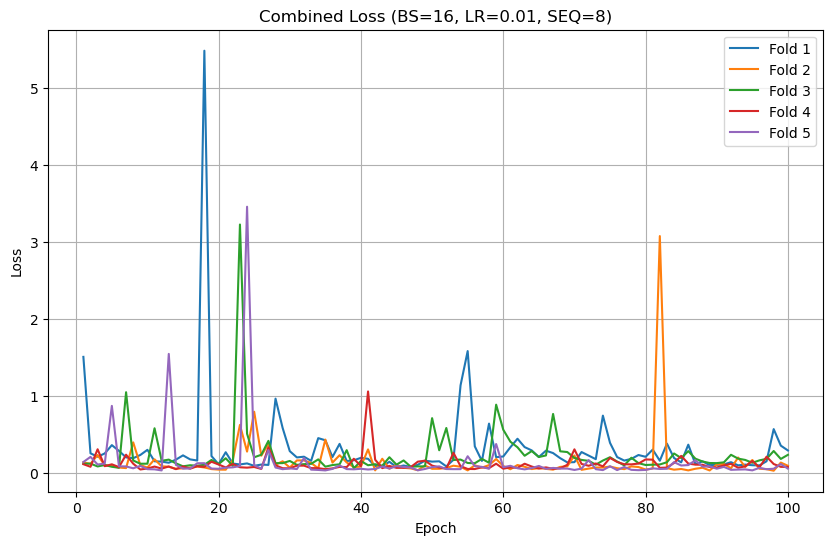 Combined Loss (BS=16, LR=0.01, SEQ=8)
Fold 1
Fold 2
Fold 3
Fold 4
Fold 5
Loss
5
4
3
2
1
0
0 20 40 60 80 100
Epoch